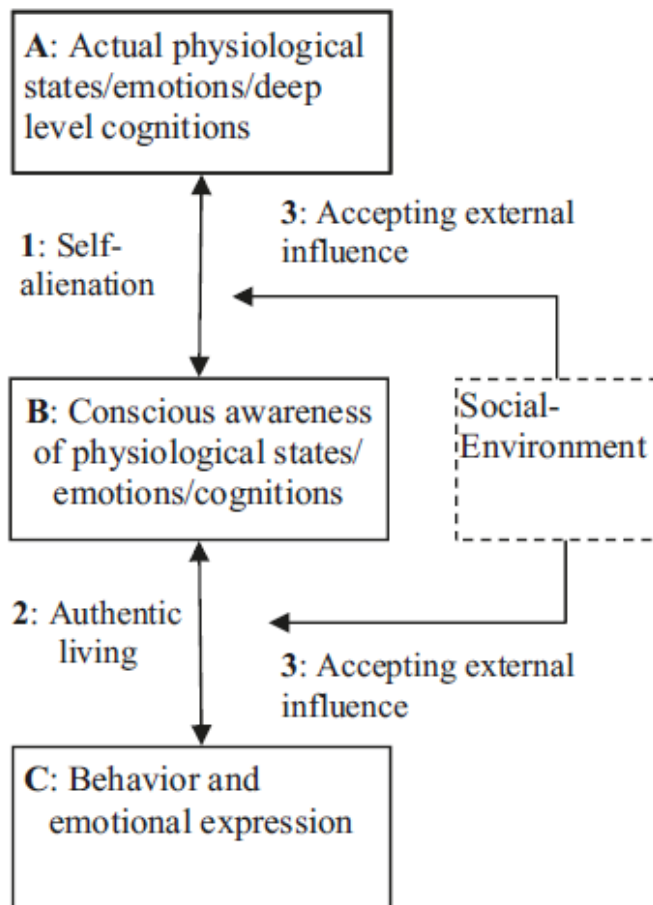 A: Actual physiological
states/emotions/deep
level cognitions
1: Self-
alienation
3: Accepting external
influence
B: Conscious awareness
of physiological states/
emotions/cognitions
Social-
Environment
2: Authentic
living
3: Accepting external
influence
C: Behavior and
emotional expression